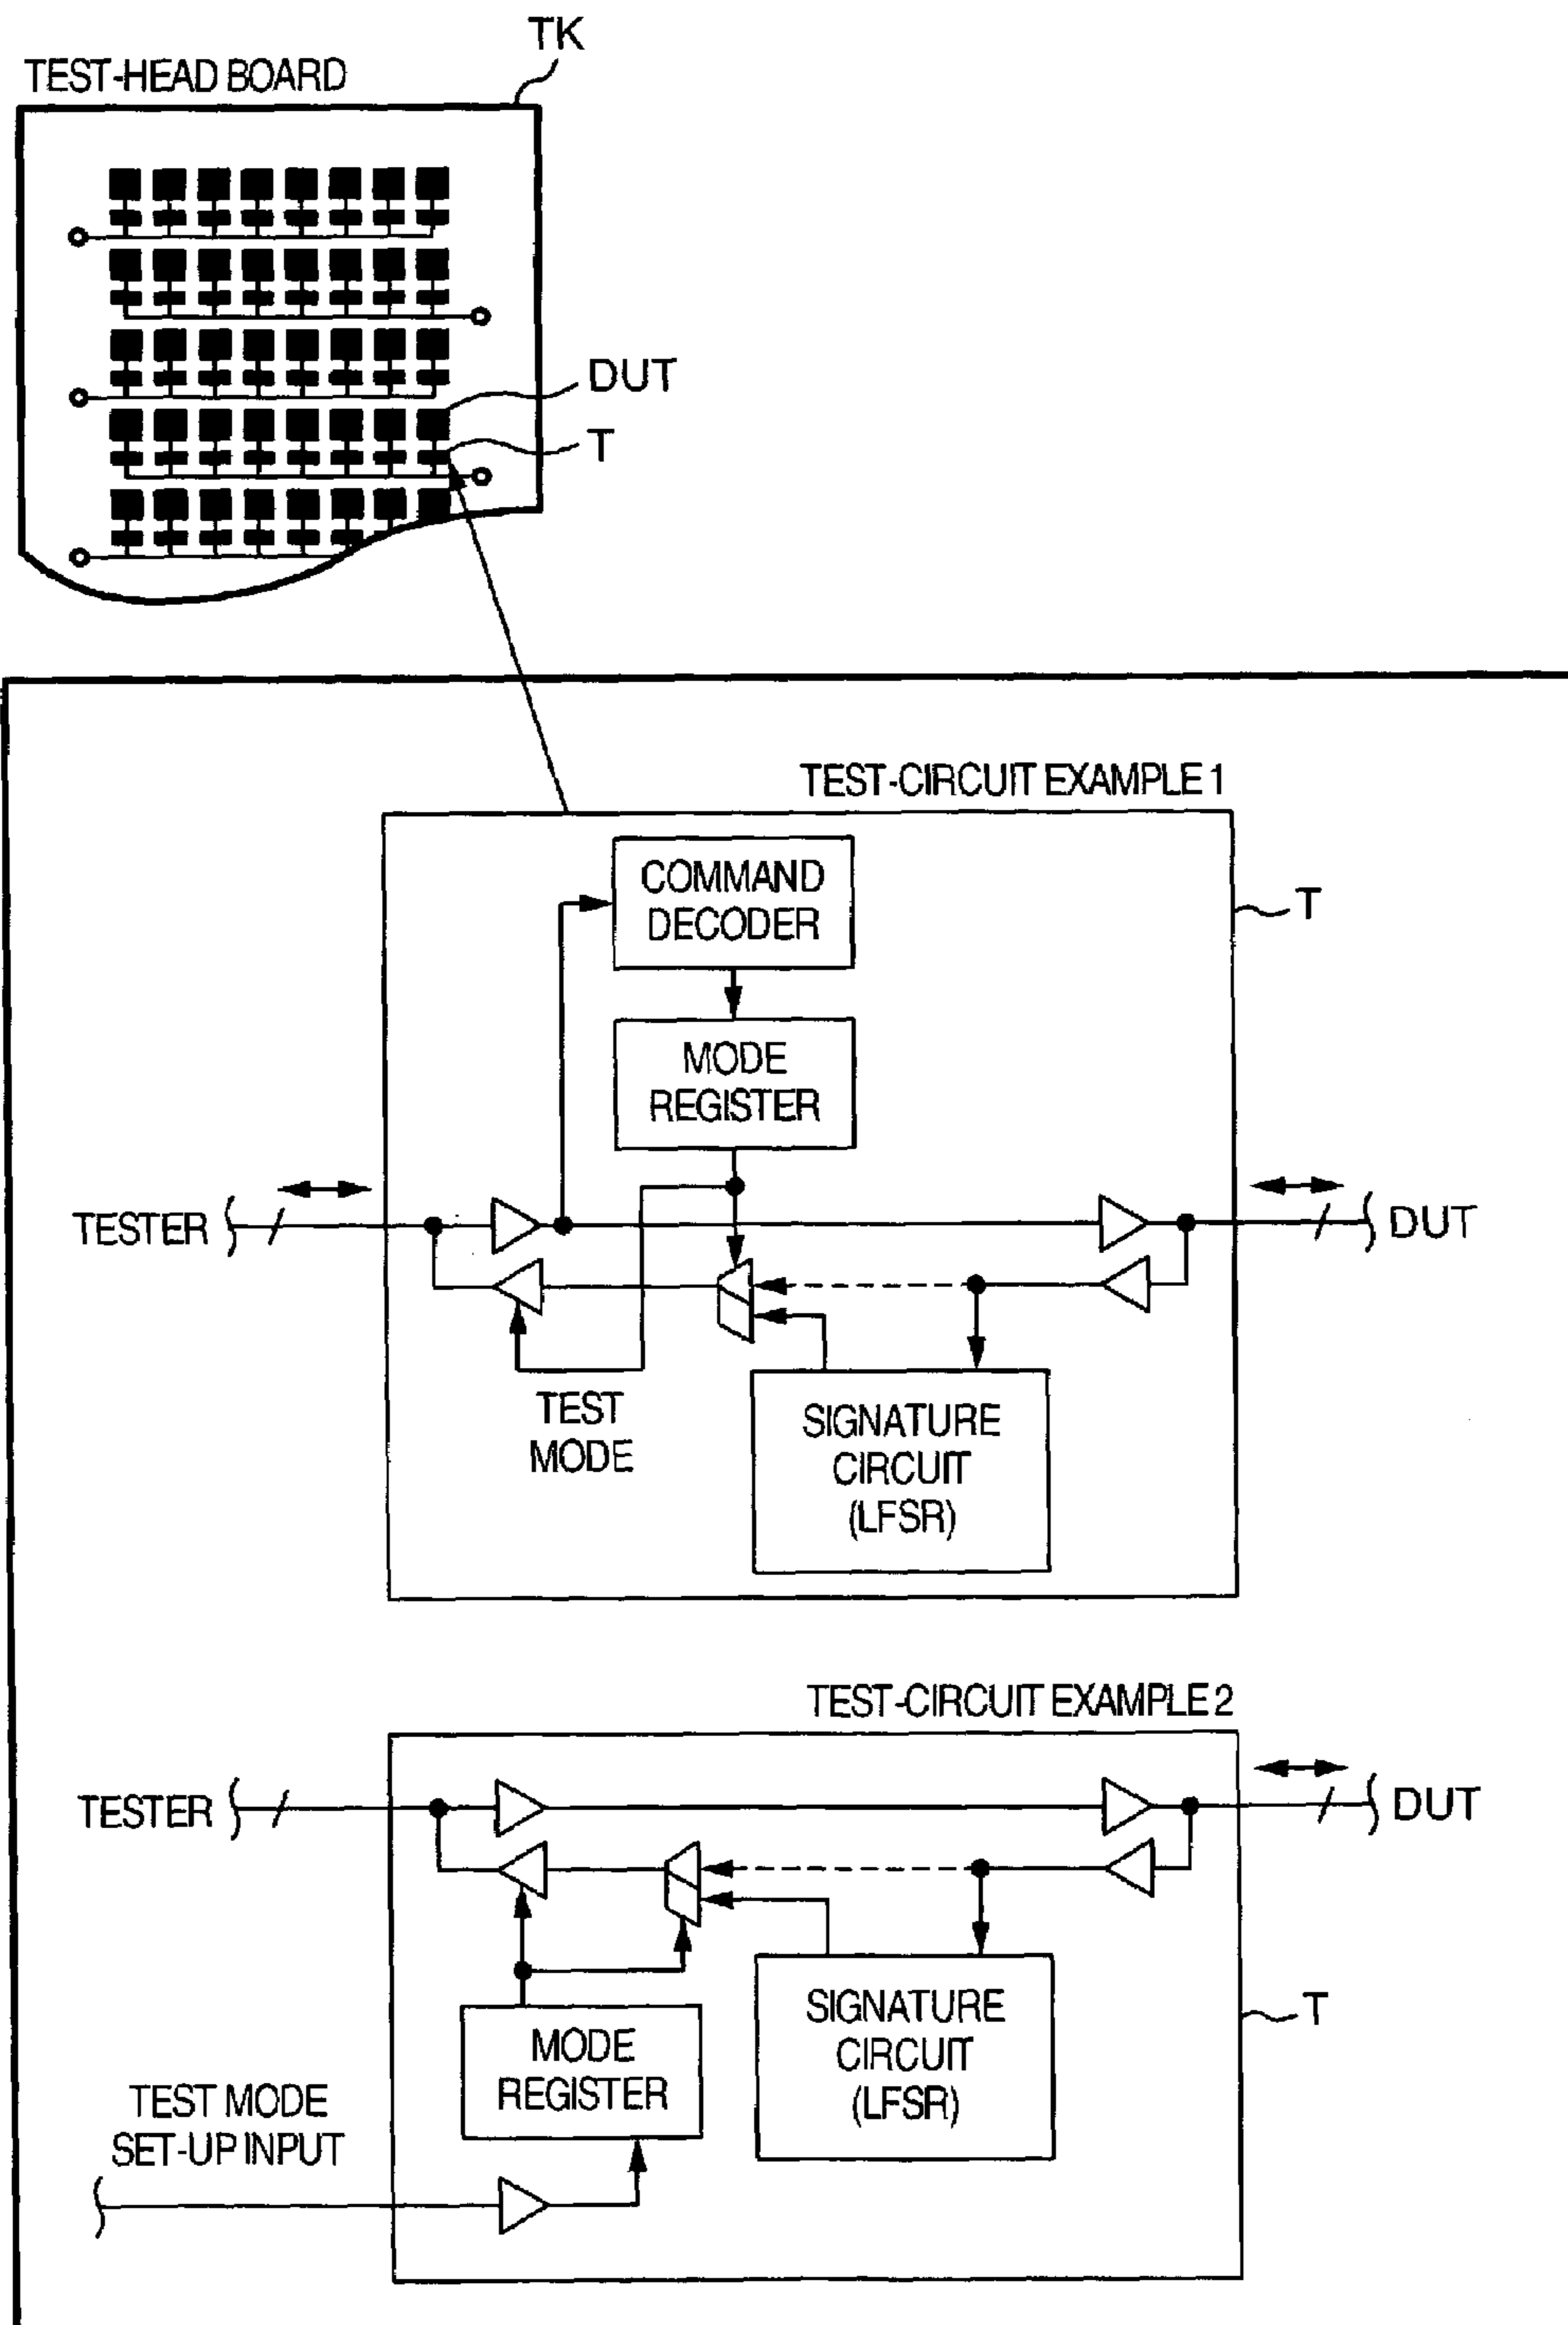 TK
TEST-HEAD BOARD
DUT
T
TEST-CIRCUIT EXAMPLE 1
COMMAND
DECODER
T
MODE
REGISTER
TESTER
DUT
TEST
MODE
SIGNATURE
CIRCUIT
(LFSR)
TEST-CIRCUIT EXAMPLE 2
TESTER
DUT
SIGNATURE
CIRCUIT
(LFSR)
T
MODE
REGISTER
TEST MODE
SET-UP INPUT